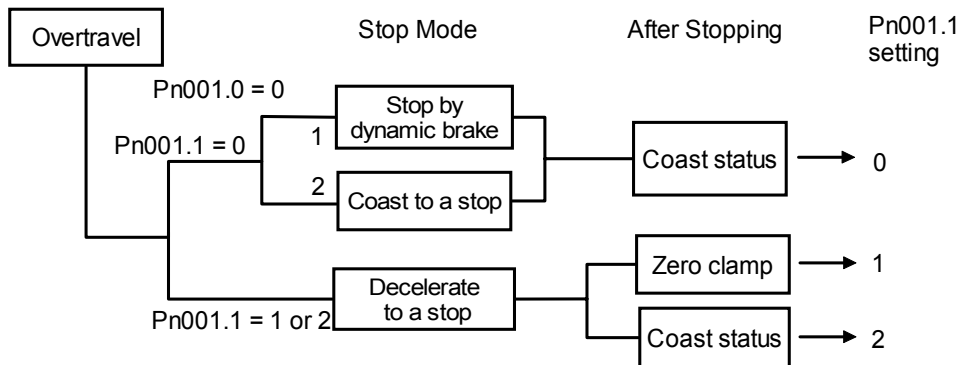 Overtravel
Stop Mode
After Stopping
Pn001.1
setting
Pn001.0 = 0
Stop by
dynamic brake
Pn001.1 = 0
1
Coast status
0
2
Coast to a stop
Zero clamp
1
Decelerate
to a stop
Pn001.1 = 1 or 2
Coast status
2